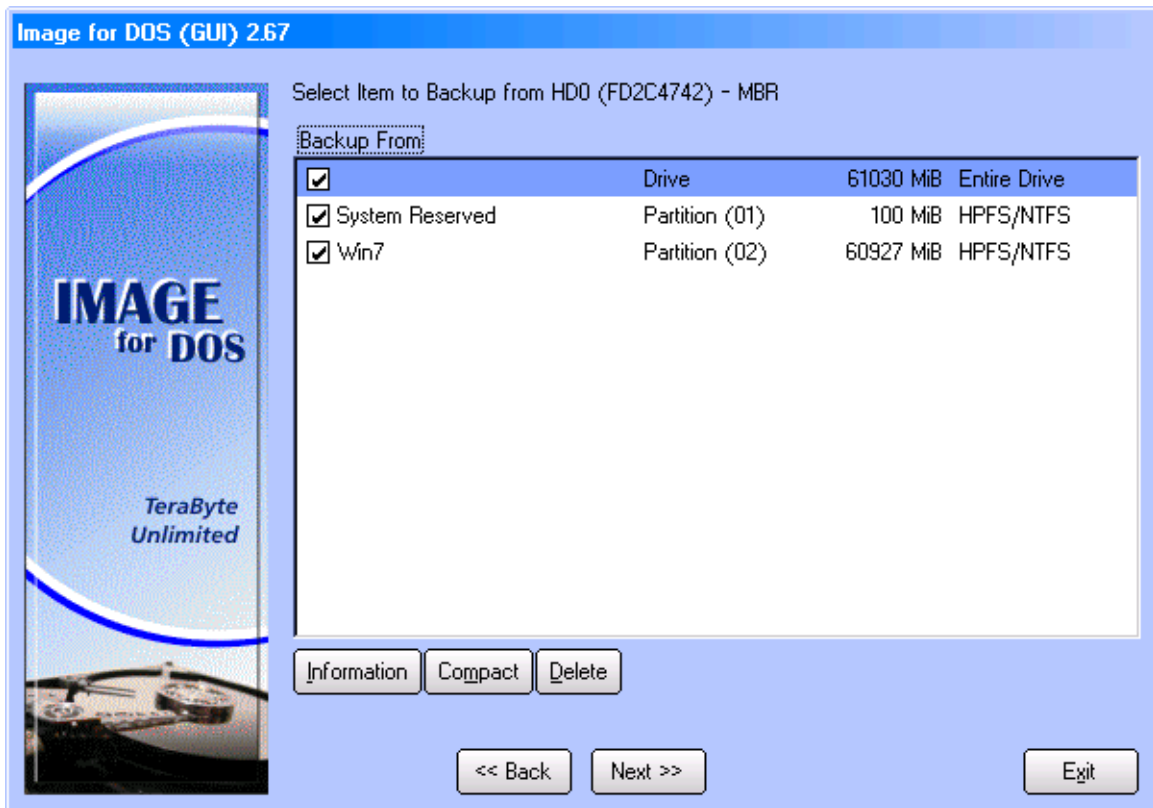 Image for DOS (GUI) 2.67
Select Item to Backup from HD0 (FD2C4742) - MBR
Backup From
Drive 61030 MiB Entire Drive
System Reserved Partition (01) 100 MiB HPFS/NTFS
Win7 Partition (02) 60927 MiB HPFS/NTFS
IMAGE
for DOS
TeraByte
Unlimited
Information Compact Delete
<< Back Next >> Exit